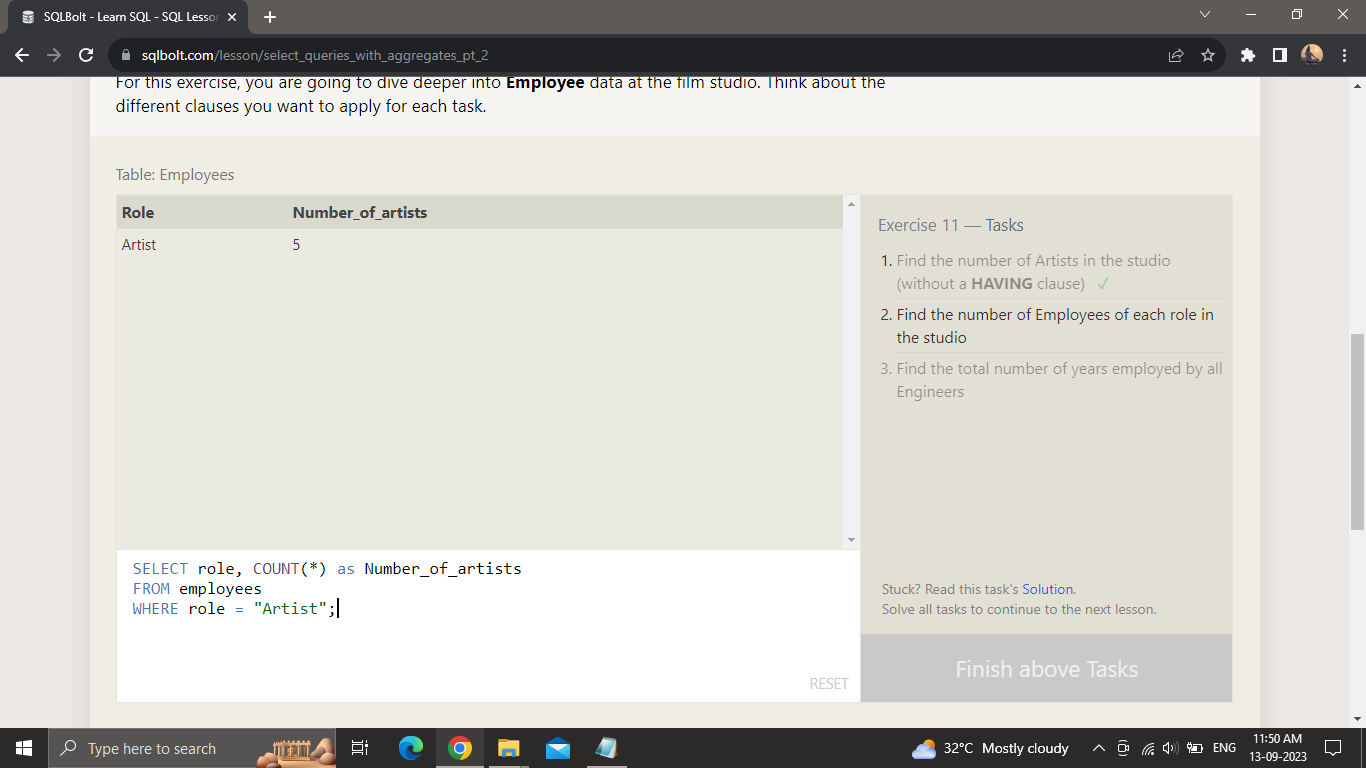 SQLBolt - Learn SQL - SQL Lesson
sqlbolt.com/lesson/select_queries_with_aggregates_pt_2
For this exercise, you are going to dive deeper into Employee data at the film studio. Think about the
different clauses you want to apply for each task.
Table: Employees
Role Number_of_artists
Artist 5
Exercise 11 — Tasks
1. Find the number of Artists in the studio
(without a HAVING clause) ✓
2. Find the number of Employees of each role in
the studio
3. Find the total number of years employed by all
Engineers
SELECT role, COUNT(*) as Number_of_artists
FROM employees
WHERE role = "Artist";
RESET
Stuck? Read this task's Solution.
Solve all tasks to continue to the next lesson.
Finish above Tasks
Type here to search
32°C Mostly cloudy
ENG
11:50 AM
13-09-2023